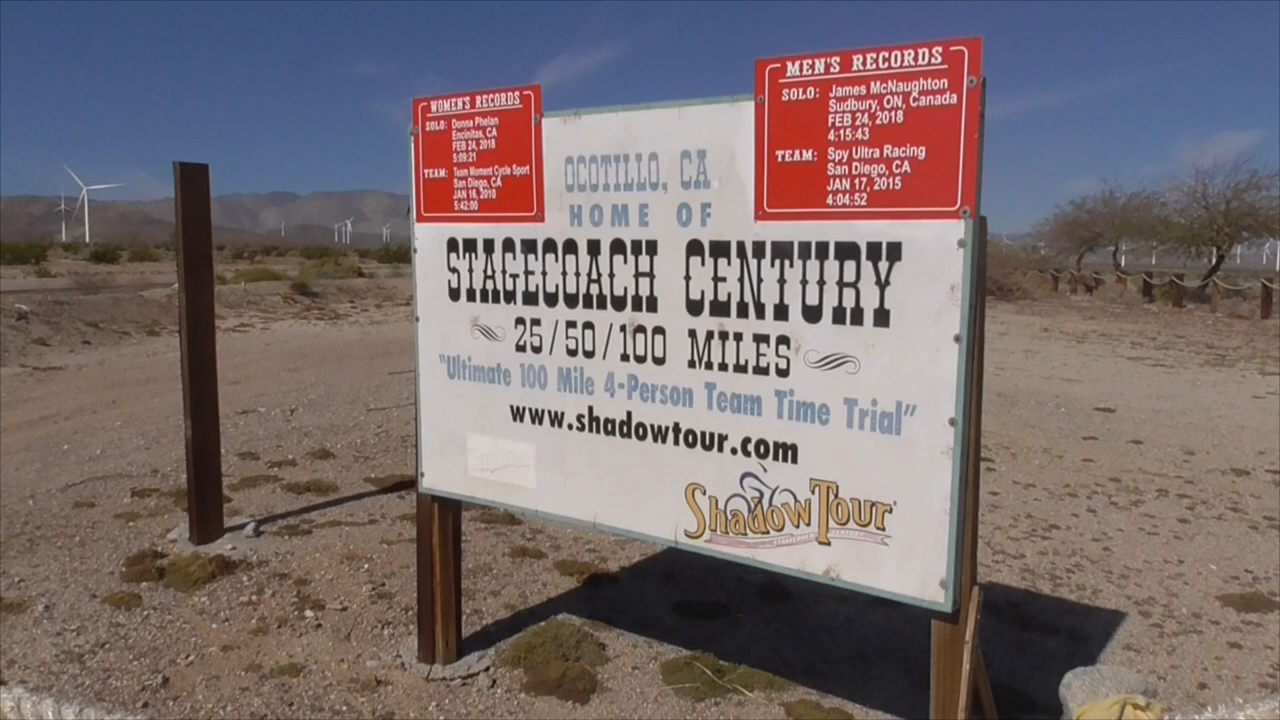 WOMEN'S RECORDS
SOLO: Donna Phelan
Encinitas, CA
FEB 24, 2018
5:09:21
TEAM: Team Moment Cycle Sport
San Diego, CA
JAN 16, 2010
5:42:00
MEN'S RECORDS
SOLO: James McNaughton
Sudbury, ON, Canada
FEB 24, 2018
4:15:43
TEAM: Spy Ultra Racing
San Diego, CA
JAN 17, 2015
4:04:52
OCOTILLO, CA
HOME OF
STAGECOACH CENTURY
25/50/100 MILES
"Ultimate 100 Mile 4-Person Team Time Trial"
www.shadowtour.com
ShadowTour